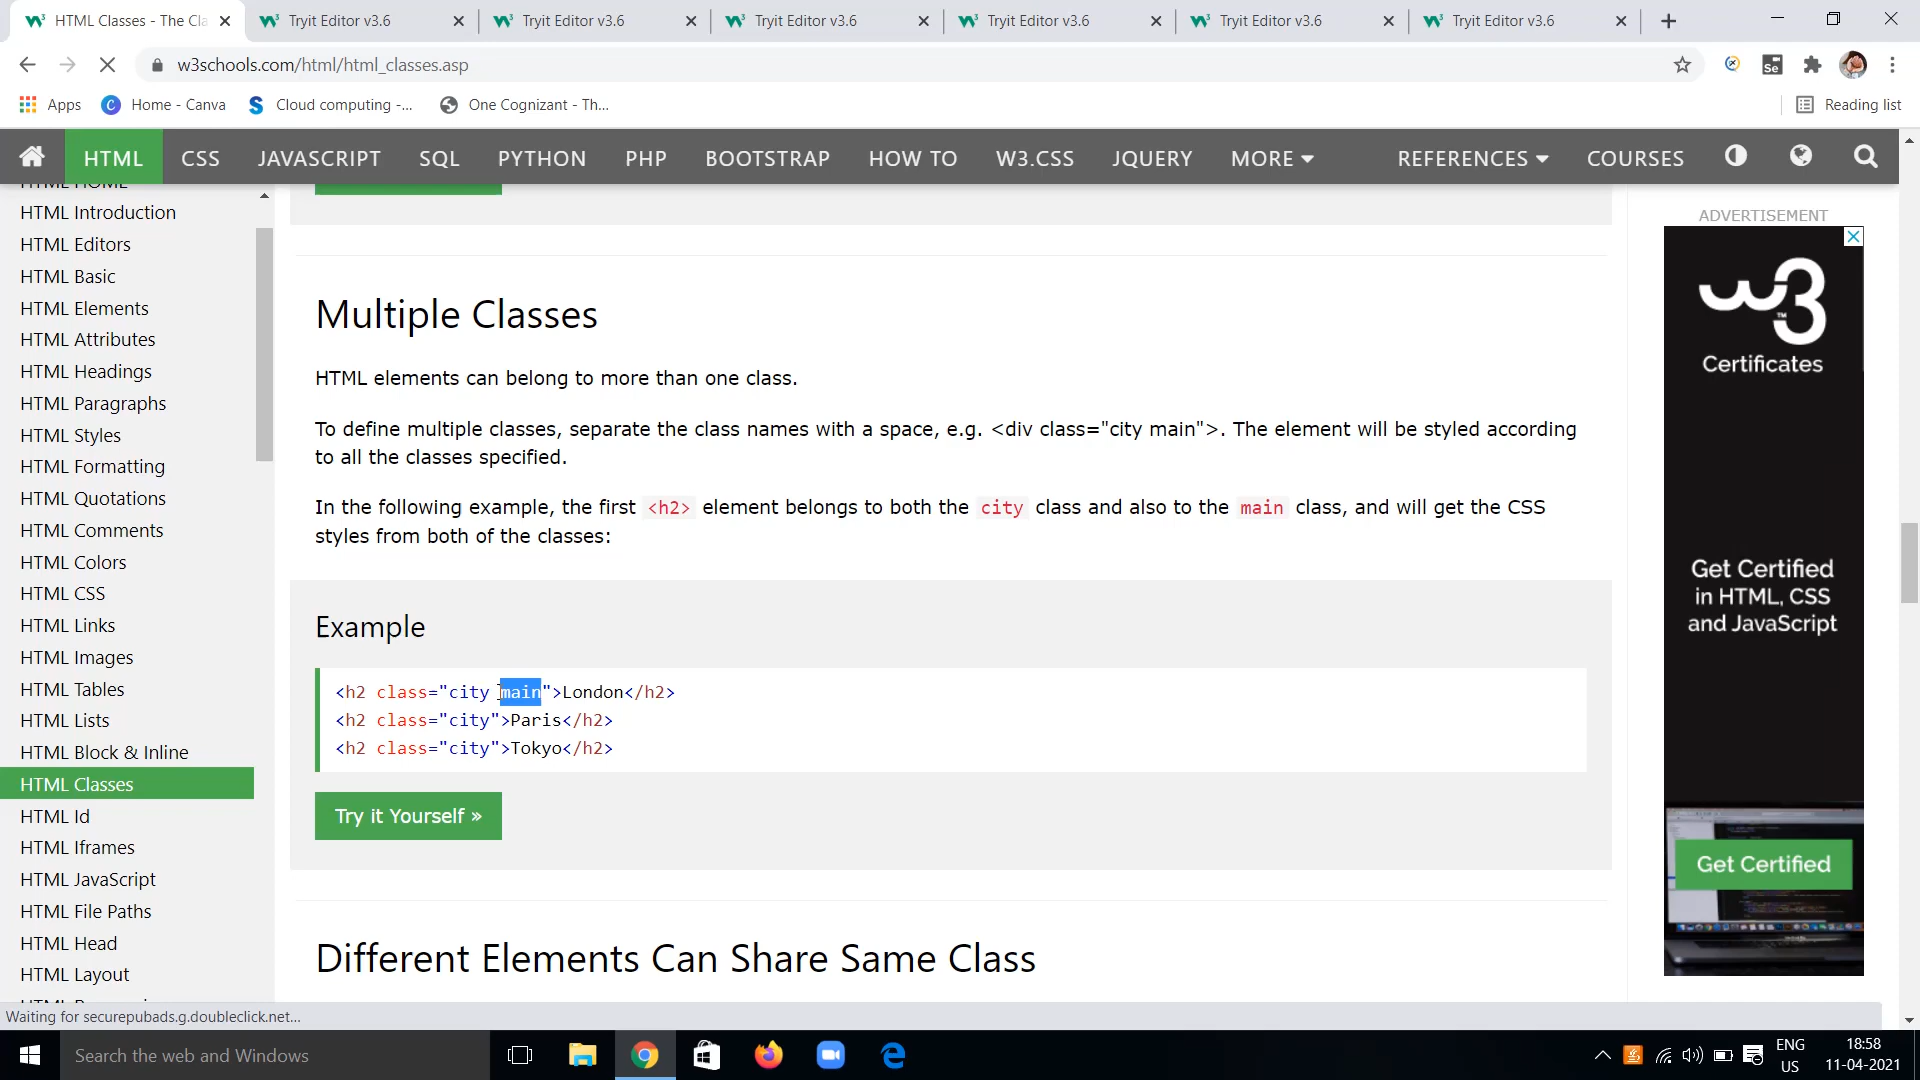 HTML Classes - The Cla
Tryit Editor v3.6
Tryit Editor v3.6
Tryit Editor v3.6
Tryit Editor v3.6
Tryit Editor v3.6
Tryit Editor v3.6
w3schools.com/html/html_classes.asp
Se
Apps
Home - Canva
Cloud computing -...
One Cognizant - Th...
Reading list
HTML
CSS
JAVASCRIPT
SQL
PYTHON
PHP
BOOTSTRAP
HOW TO
W3.CSS
JQUERY
MORE
REFERENCES
COURSES
HTML HOME
HTML Introduction
HTML Editors
HTML Basic
HTML Elements
HTML Attributes
HTML Headings
HTML Paragraphs
HTML Styles
HTML Formatting
HTML Quotations
HTML Comments
HTML Colors
HTML CSS
HTML Links
HTML Images
HTML Tables
HTML Lists
HTML Block & Inline
HTML Classes
HTML Id
HTML Iframes
HTML JavaScript
HTML File Paths
HTML Head
HTML Layout
Multiple Classes
HTML elements can belong to more than one class.
To define multiple classes, separate the class names with a space, e.g. <div class="city main">. The element will be styled according
to all the classes specified.
In the following example, the first <h2> element belongs to both the city class and also to the main class, and will get the CSS
styles from both of the classes:
Example
<h2 class="city main">London</h2>
<h2 class="city">Paris</h2>
<h2 class="city">Tokyo</h2>
Try it Yourself »
Different Elements Can Share Same Class
ADVERTISEMENT
w3
TM
Certificates
Get Certified
in HTML, CSS
and JavaScript
Get Certified
Waiting for securepubads.g.doubleclick.net...
Search the web and Windows
ENG
US
18:58
11-04-2021